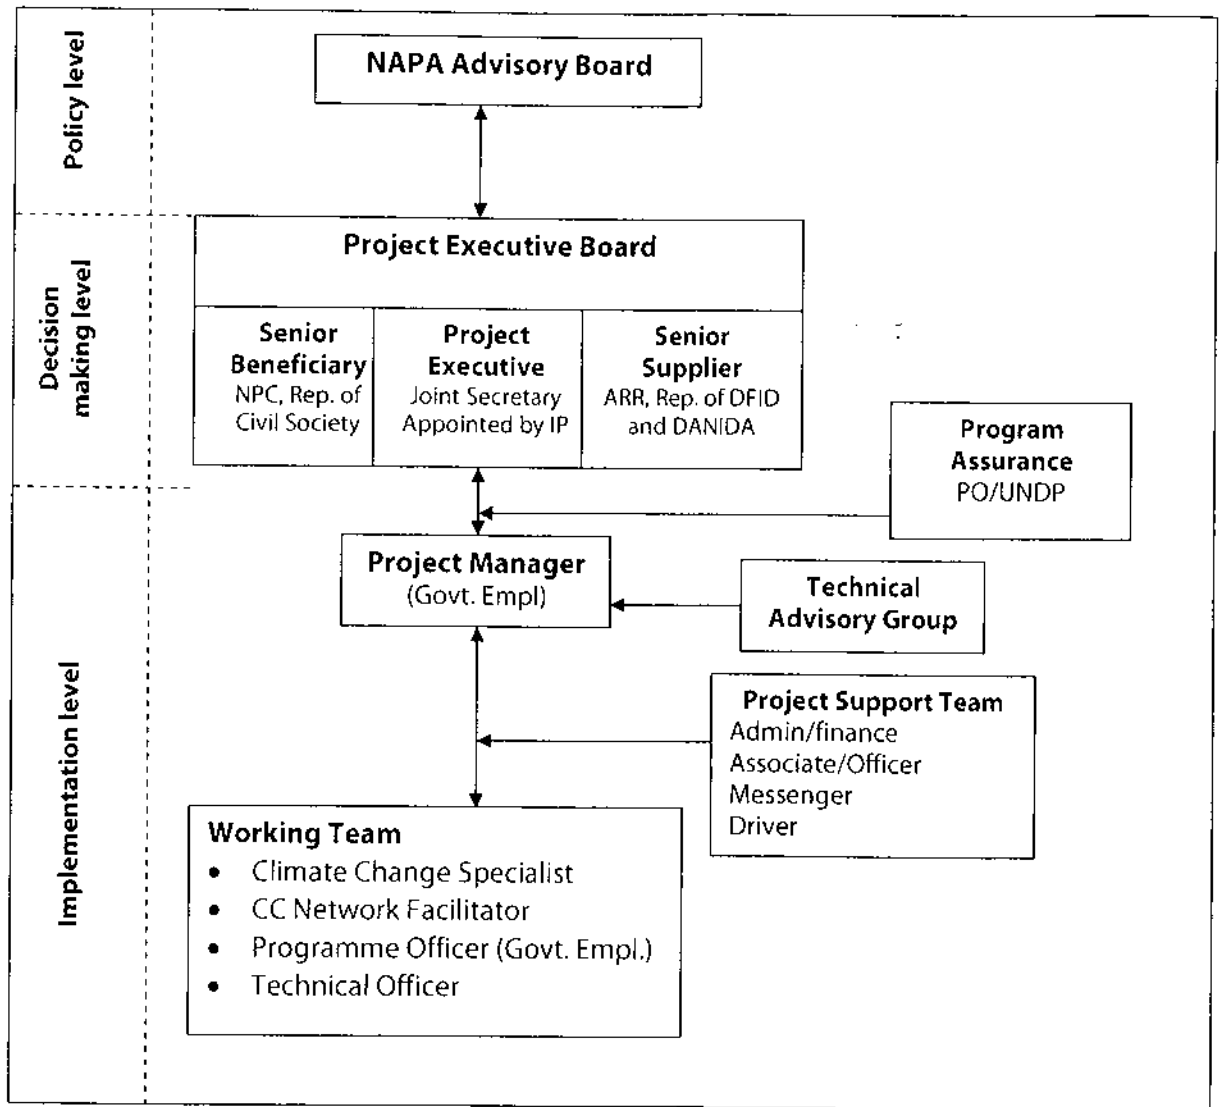 Policy level
NAPA Advisory Board
Decision
making level
Project Executive Board
Senior
Beneficiary
NPC, Rep. of
Civil Society
Project
Executive
Joint Secretary
Appointed by IP
Senior
Supplier
ARR, Rep. of DFID
and DANIDA
Program
Assurance
PO/UNDP
Implementation level
Project Manager
(Govt. Empl)
Technical
Advisory Group
Project Support Team
Admin/finance
Associate/Officer
Messenger
Driver
Working Team
• Climate Change Specialist
• CC Network Facilitator
• Programme Officer (Govt. Empl.)
• Technical Officer